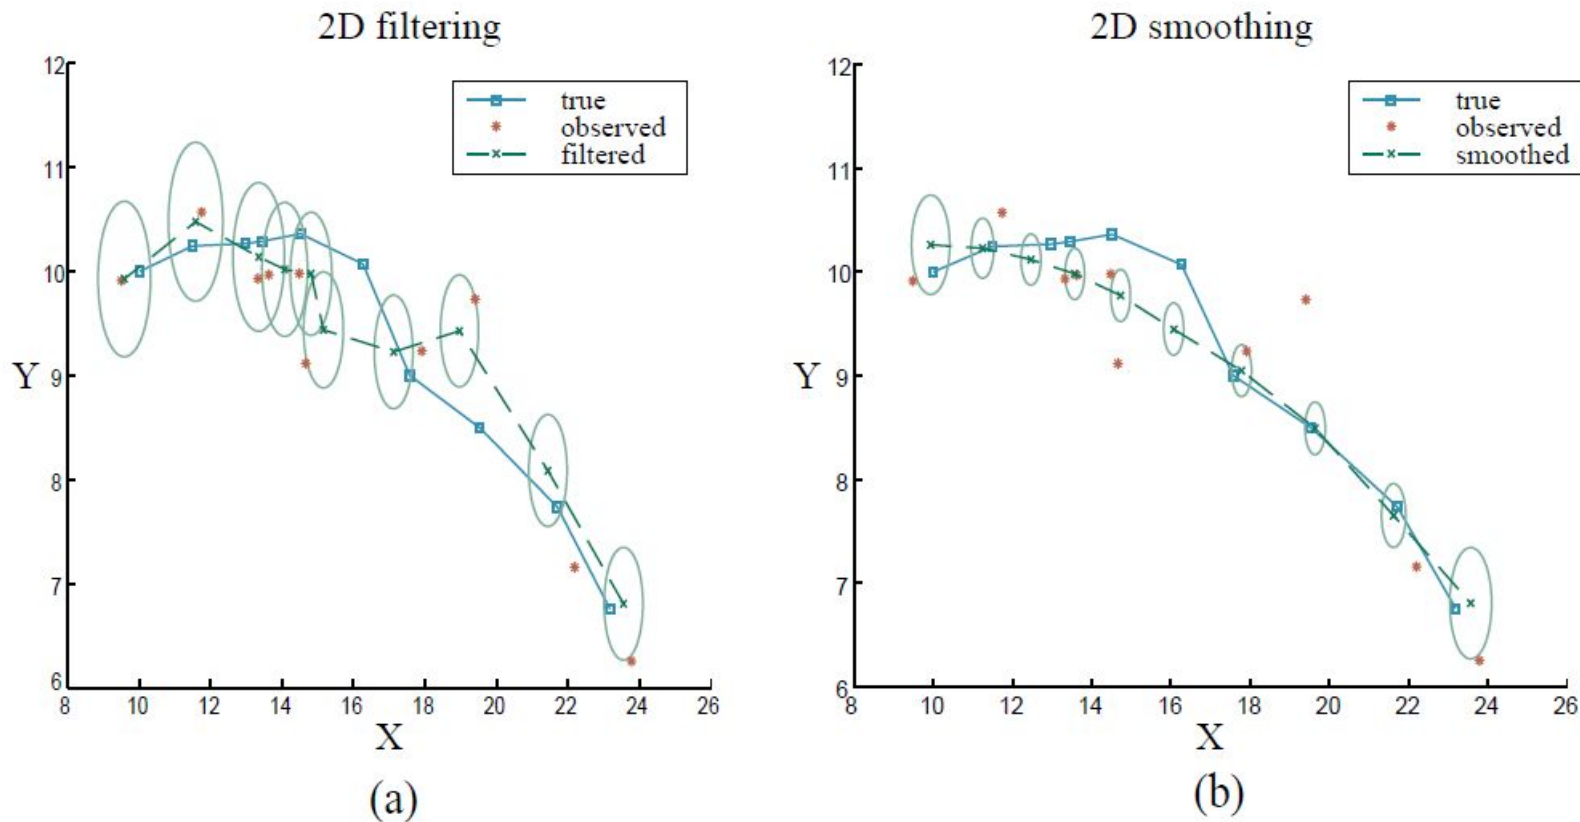 2D filtering
12
11
10
9
8
7
6
Y
true
observed
filtered
8 10 12 14 16 18 20 22 24 26
X
(a)
2D smoothing
12
11
10
9
8
7
6
Y
true
observed
smoothed
8 10 12 14 16 18 20 22 24 26
X
(b)